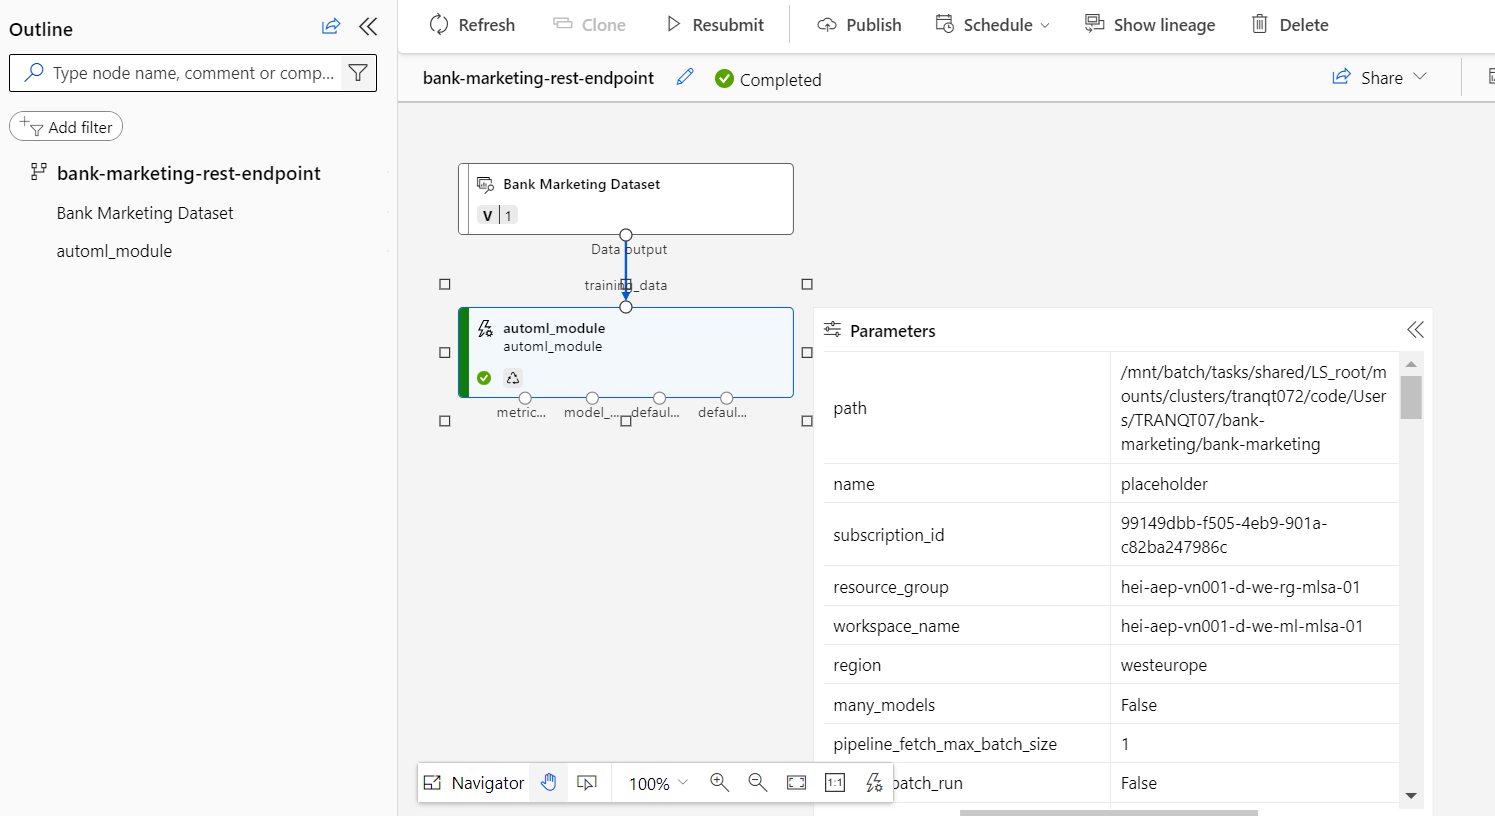 Outline
Type node name, comment or comp...
Add filter
bank-marketing-rest-endpoint
Bank Marketing Dataset
automl_module
Refresh
Clone
Resubmit
Publish
Schedule
Show lineage
Delete
bank-marketing-rest-endpoint
Completed
Share
Bank Marketing Dataset
V 1
Data output
training_data
automl_module
automl_module
metric... model_... defaul... defaul...
Parameters
path
/mnt/batch/tasks/shared/LS_root/m
ounts/clusters/tranqt072/code/User
s/TRANQT07/bank-
marketing/bank-marketing
name placeholder
subscription_id
99149dbb-f505-4eb9-901a-
c82ba247986c
resource_group hei-aep-vn001-d-we-rg-mlsa-01
workspace_name hei-aep-vn001-d-we-ml-mlsa-01
region westeurope
many_models False
pipeline_fetch_max_batch_size 1
batch_run False
Navigator
100%
1:1